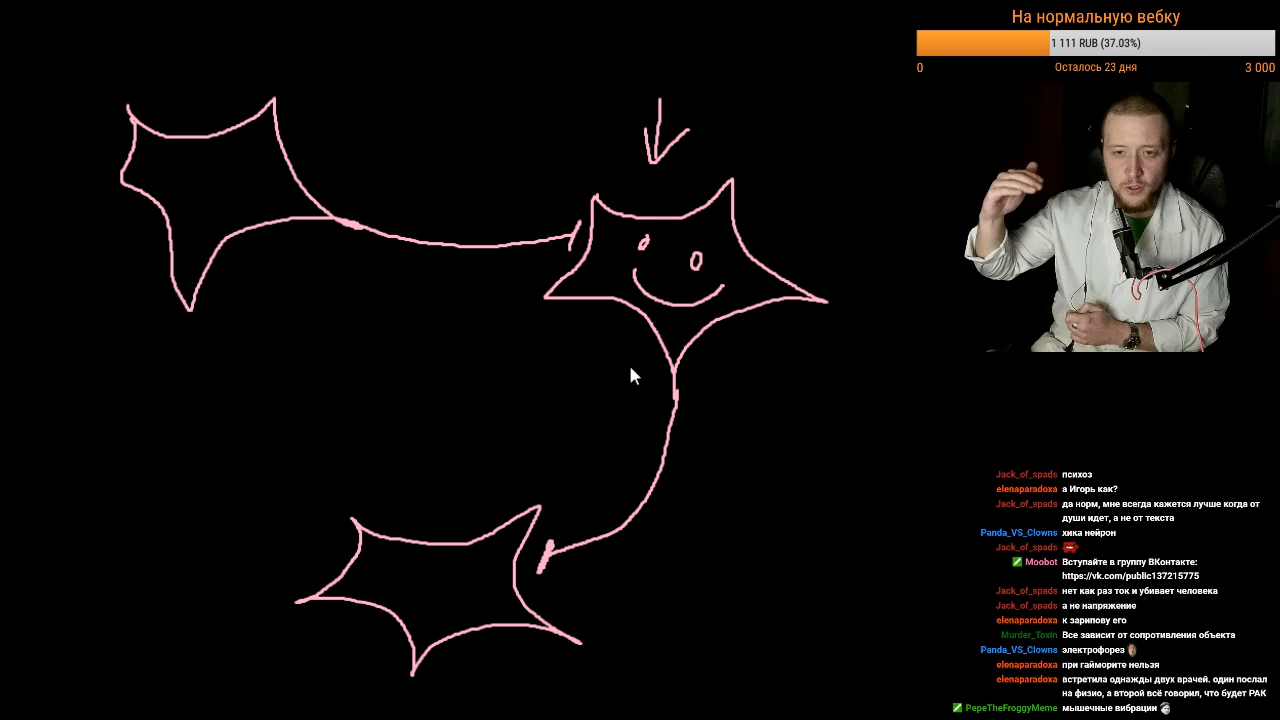 На нормальную вебку
1 111 RUB (37.03%)
0 Осталось 23 дня 3 000
Jack_of_spads психоз
elenaparadoxa а Игорь как?
Jack_of_spads да норм, мне всегда кажется лучше когда от
души идет, а не от текста
Panda_VS_Clowns хика нейрон
Jack_of_spads
Moobot Вступайте в группу ВКонтакте:
https://vk.com/public137215775
Jack_of_spads нет как раз ток и убивает человека
Jack_of_spads а не напряжение
elenaparadoxa к зарипову его
Murder_Toxin Все зависит от сопротивления объекта
Panda_VS_Clowns электрофорез
elenaparadoxa при гайморите нельзя
elenaparadoxa встретила однажды двух врачей. один послал
на физио, а второй всё говорил, что будет РАК
PepeTheFroggyMeme мышечные вибрации